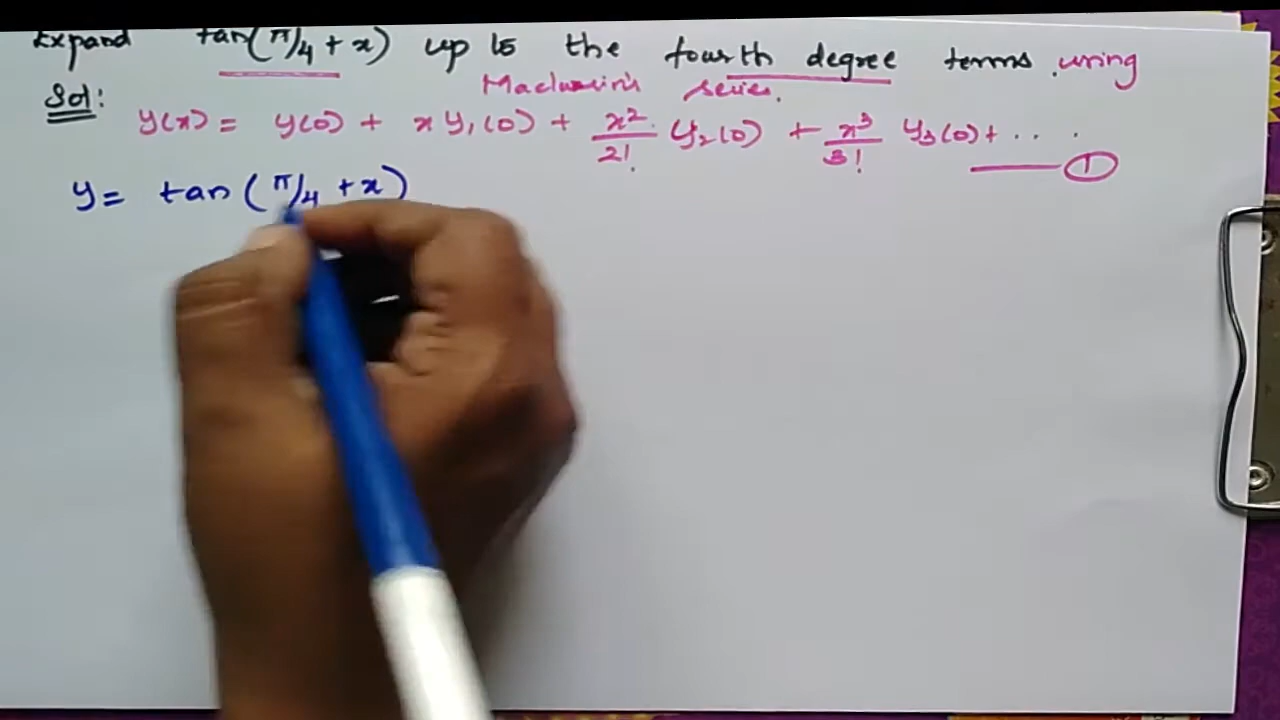 Expand tan(π/4 + x) up to the fourth degree terms using
Maclaurin's series.
Sol:
y(x) = y(0) + x y₁(0) + x²/2! y₂(0) + x³/3! y₃(0) + ... ①
y = tan(π/4 + x)